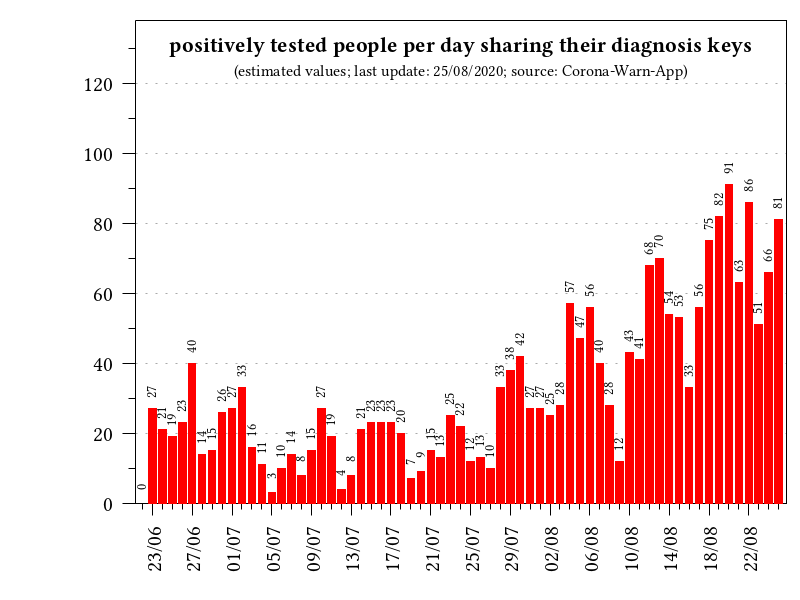 positively tested people per day sharing their diagnosis keys
(estimated values; last update: 25/08/2020; source: Corona-Warn-App)
120
100
80
60
40
20
0
0 27 21 19 23 40 14 15 26 27 33 16 11 3 10 14 8 15 27 19 4 8 21 23 23 23 20 7 9 15 13 25 22 12 13 10 33 38 42 27 27 25 28 57 47 56 40 28 12 43 41 68 70 54 53 33 56 75 82 91 63 86 51 66 81
23/06 27/06 01/07 05/07 09/07 13/07 17/07 21/07 25/07 29/07 02/08 06/08 10/08 14/08 18/08 22/08